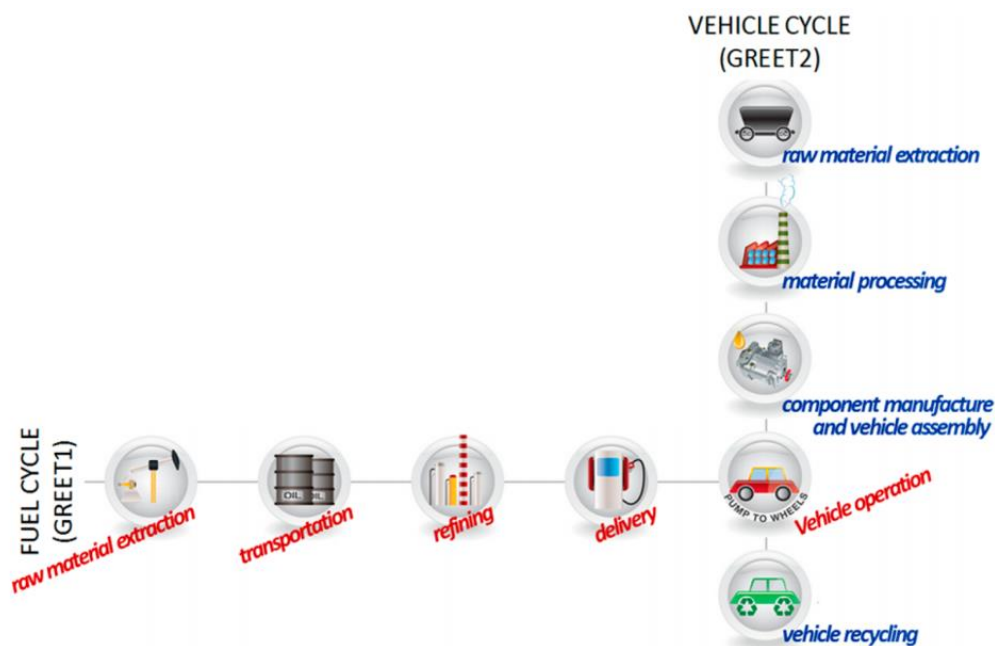 VEHICLE CYCLE
(GREET2)
raw material extraction
material processing
component manufacture
and vehicle assembly
FUEL CYCLE
(GREET1)
raw material extraction
OIL
OIL
transportation
refining
delivery
PUMP TO WHEELS
Vehicle operation
vehicle recycling